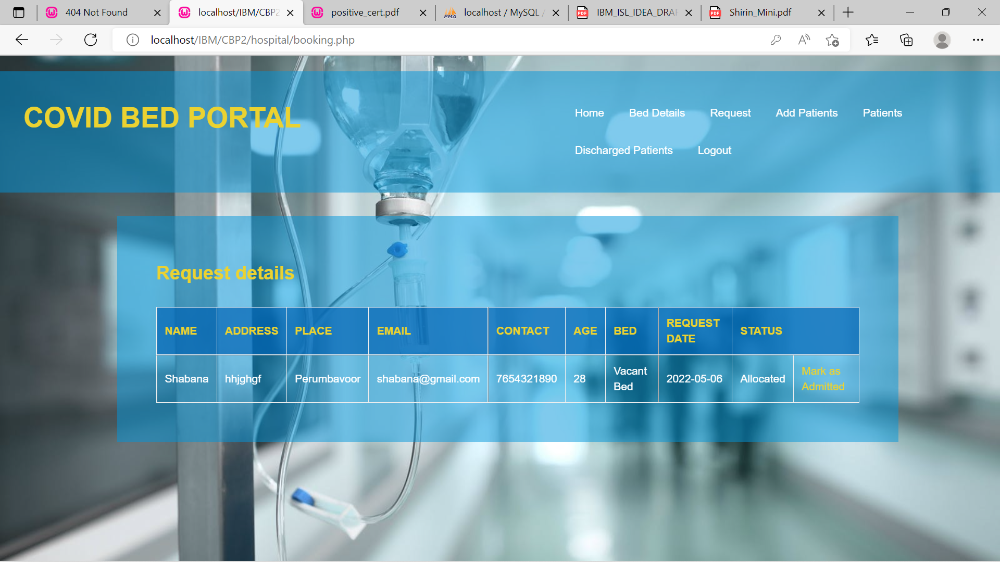 404 Not Found
localhost/IBM/CBP2
positive_cert.pdf
localhost / MySQL /
IBM_ISL_IDEA_DRAF
Shirin_Mini.pdf
localhost/IBM/CBP2/hospital/booking.php
COVID BED PORTAL
Home Bed Details Request Add Patients Patients
Discharged Patients Logout
Request details
NAME ADDRESS PLACE EMAIL CONTACT AGE BED REQUEST DATE STATUS
Shabana hhjghgf Perumbavoor shabana@gmail.com 7654321890 28 Vacant Bed 2022-05-06 Allocated Mark as Admitted